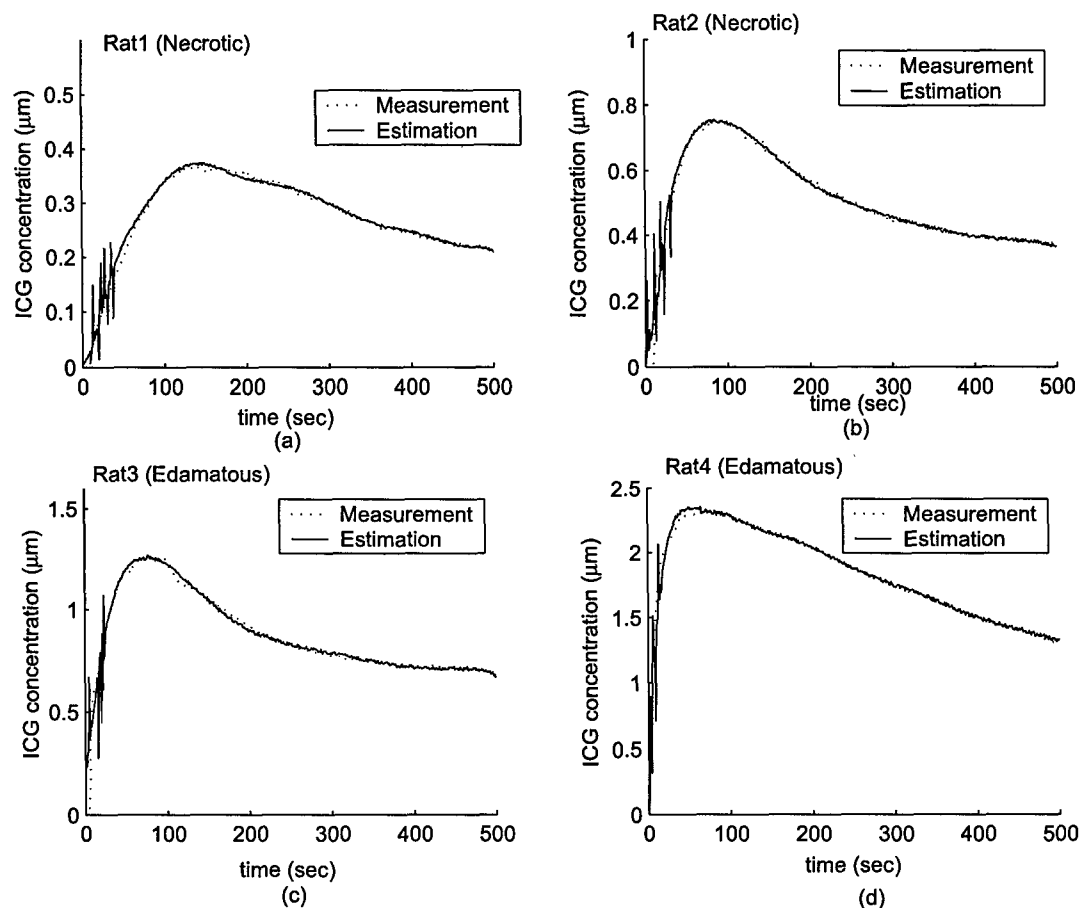 Rat1 (Necrotic)
0.5
0.4
0.3
0.2
0.1
0
ICG concentration (μm)
Measurement
Estimation
0 100 200 300 400 500
time (sec)
(a)
Rat2 (Necrotic)
1
0.8
0.6
0.4
0.2
0
ICG concentration (μm)
Measurement
Estimation
0 100 200 300 400 500
time (sec)
(b)
Rat3 (Edamatous)
1.5
1
0.5
0
ICG concentration (μm)
Measurement
Estimation
0 100 200 300 400 500
time (sec)
(c)
Rat4 (Edamatous)
2.5
2
1.5
1
0.5
0
ICG concentration (μm)
Measurement
Estimation
0 100 200 300 400 500
time (sec)
(d)